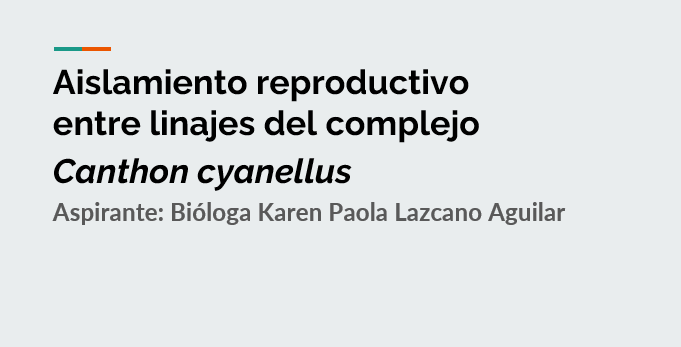 Aislamiento reproductivo
entre linajes del complejo
Canthon cyanellus
Aspirante: Bióloga Karen Paola Lazcano Aguilar